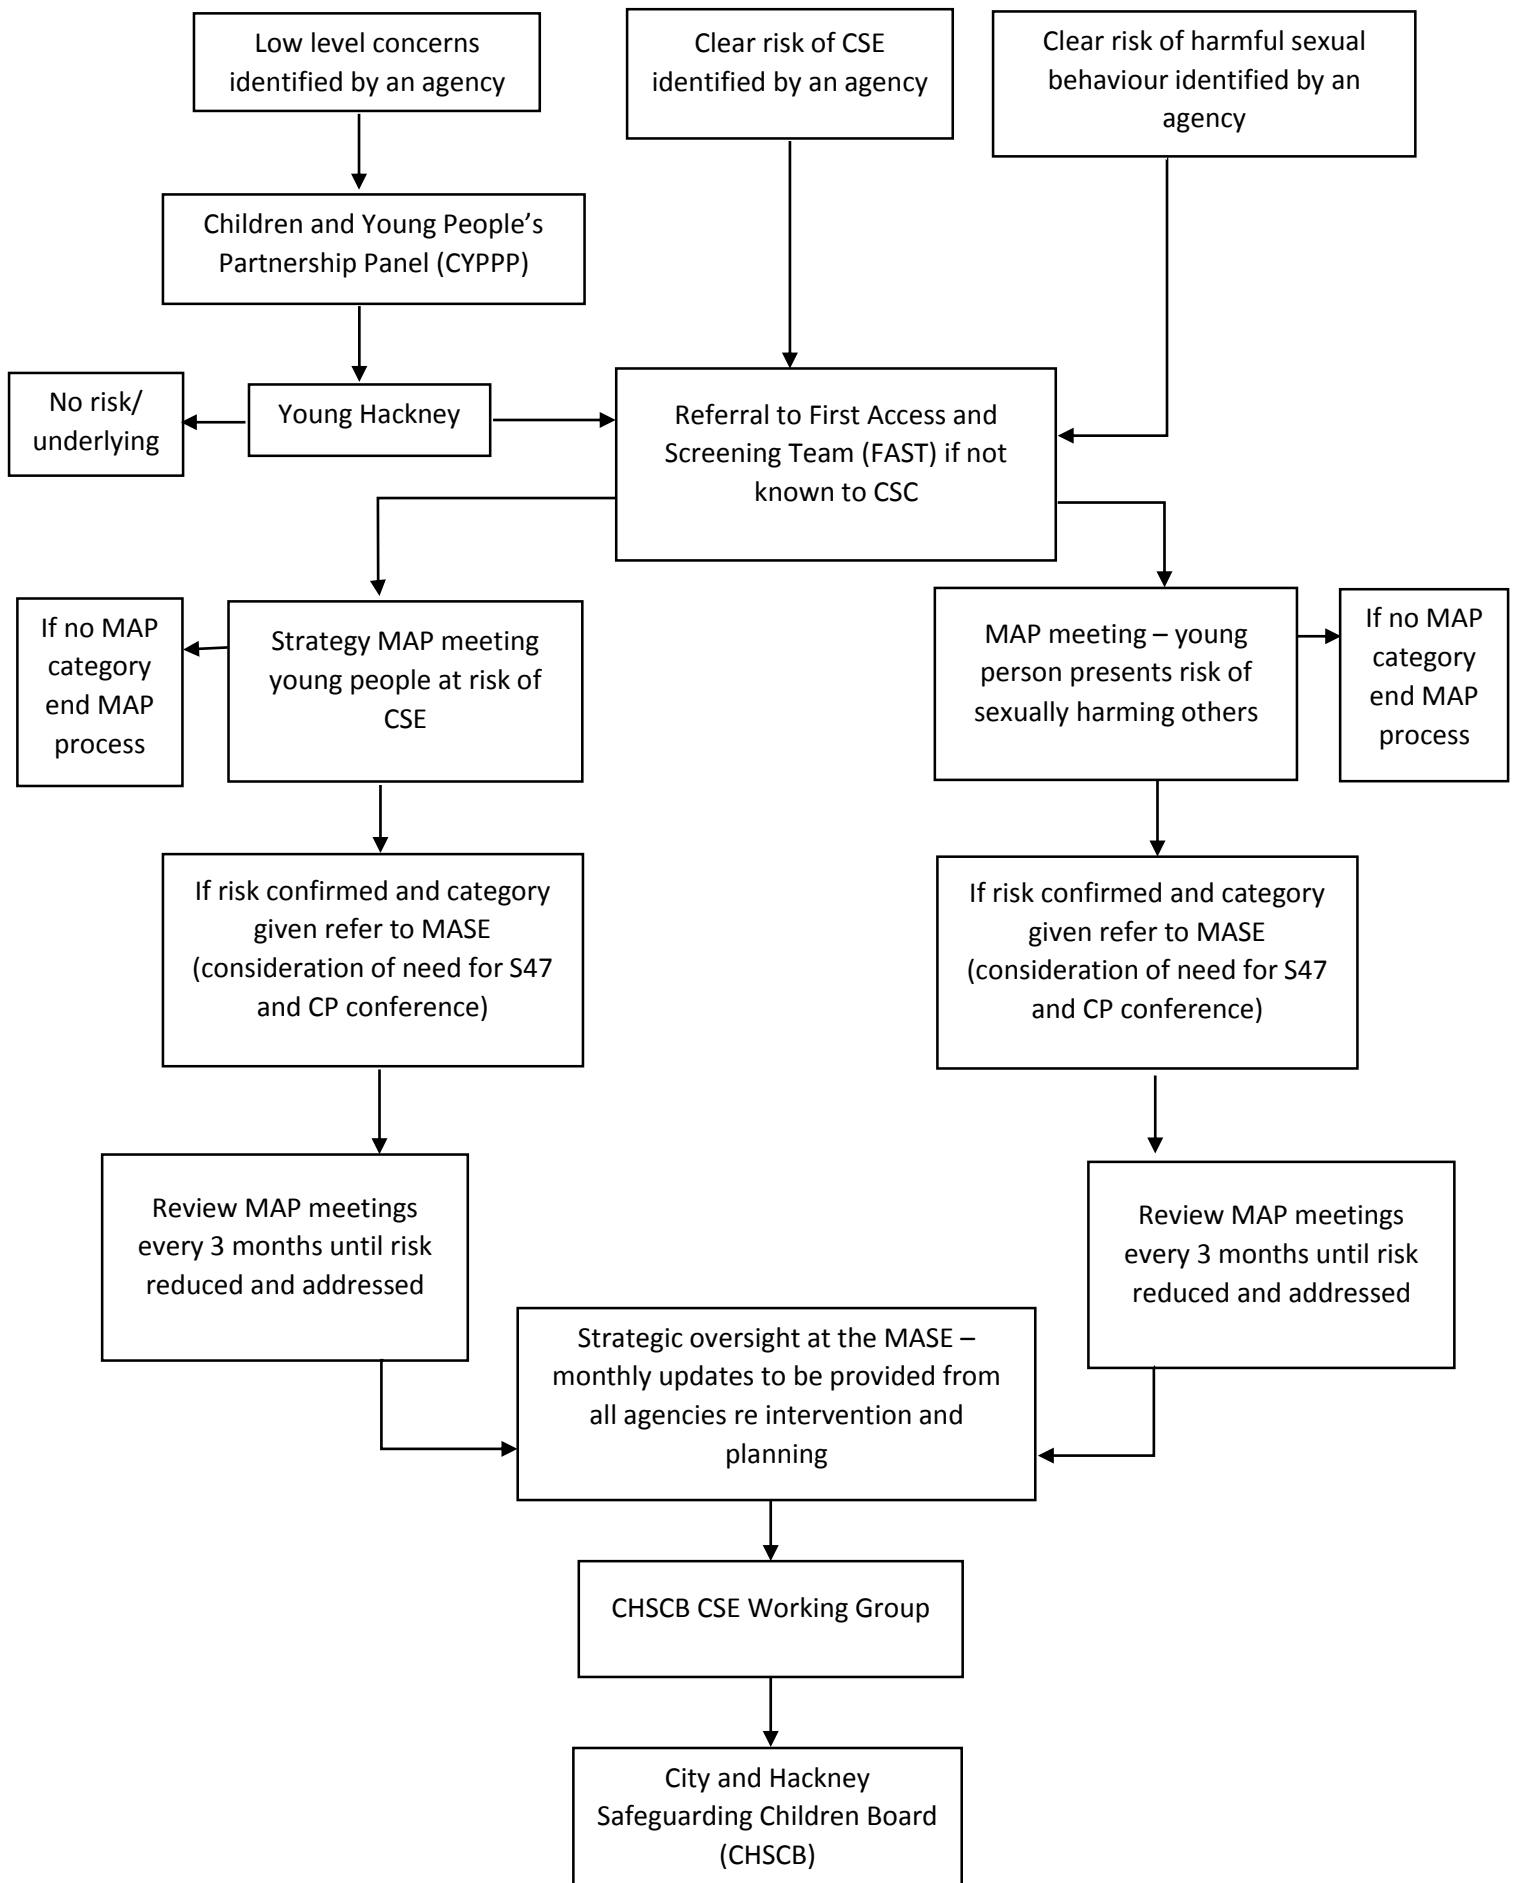 Low level concerns
identified by an agency
Clear risk of CSE
identified by an agency
Clear risk of harmful sexual
behaviour identified by an
agency
Children and Young People’s
Partnership Panel (CYPPP)
No risk/
underlying
Young Hackney
Referral to First Access and
Screening Team (FAST) if not
known to CSC
If no MAP
category
end MAP
process
Strategy MAP meeting
young people at risk of
CSE
MAP meeting – young
person presents risk of
sexually harming others
If no MAP
category
end MAP
process
If risk confirmed and category
given refer to MASE
(consideration of need for S47
and CP conference)
If risk confirmed and category
given refer to MASE
(consideration of need for S47
and CP conference)
Review MAP meetings
every 3 months until risk
reduced and addressed
Review MAP meetings
every 3 months until risk
reduced and addressed
Strategic oversight at the MASE –
monthly updates to be provided from
all agencies re intervention and
planning
CHSCB CSE Working Group
City and Hackney
Safeguarding Children Board
(CHSCB)